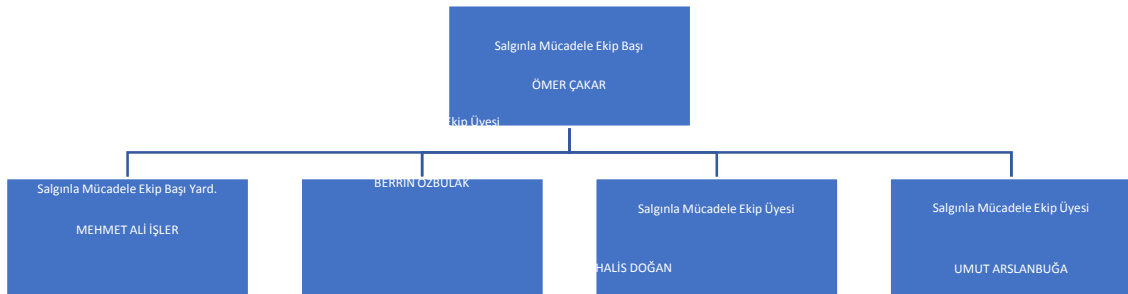 Salgınla Mücadele Ekip Başı
ÖMER ÇAKAR
Ekip Üyesi
Salgınla Mücadele Ekip Başı Yard.
MEHMET ALİ İŞLER
BERRİN ÖZBULAK
Salgınla Mücadele Ekip Üyesi
HALİS DOĞAN
Salgınla Mücadele Ekip Üyesi
UMUT ARSLANBUĞA